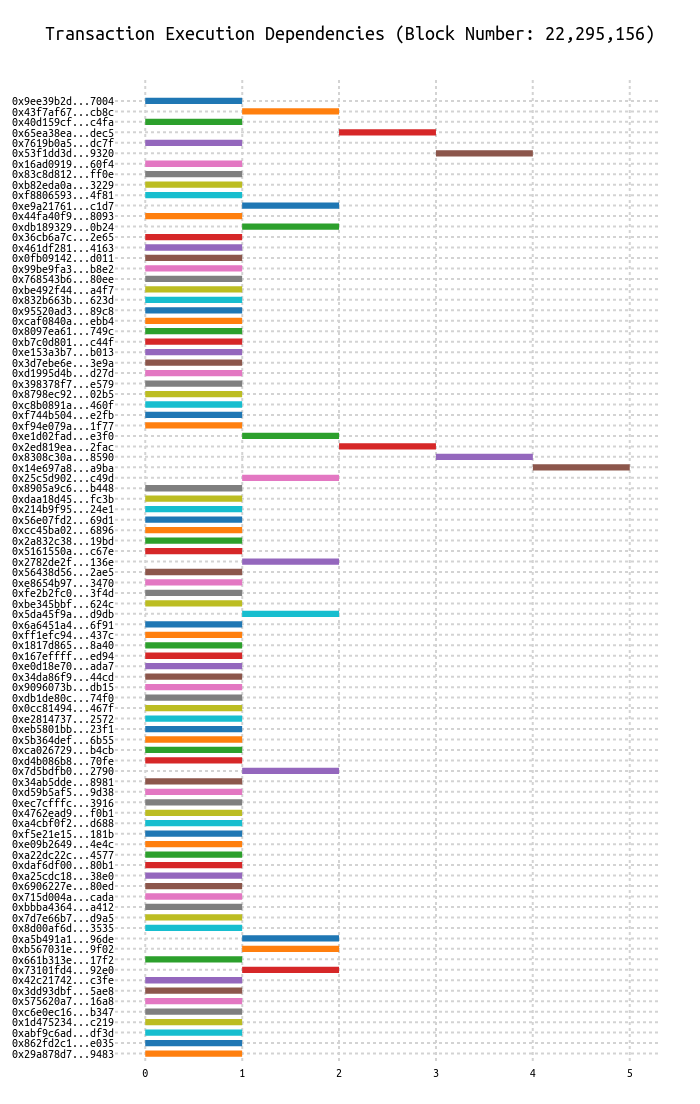 Transaction Execution Dependencies (Block Number: 22,295,156)
0x9ee39b2d...7004
0x43f7af67...cb8c
0x40d159cf...c4fa
0x65ea38ea...dec5
0x7619b0a5...dc7f
0x53f1dd3d...9320
0x16ad0919...60f4
0x83c8d812...ff0e
0xb82eda0a...3229
0xf8806593...4f81
0xe9a21761...c1d7
0x44fa40f9...8093
0xdb189329...0b24
0x36cb6a7c...2e65
0x461df281...4163
0x0fb09142...d011
0x99be9fa3...b8e2
0x768543b6...80ee
0xbe492f44...a4f7
0x832b663b...623d
0x95520ad3...89c8
0xcaf0840a...ebb4
0x8097ea61...749c
0xb7c0d801...c44f
0xe153a3b7...b013
0x3d7ebe6e...3e9a
0xd1995d4b...d27d
0x398378f7...e579
0x8798ec92...02b5
0xc8b0891a...460f
0xf744b504...e2fb
0xf94e079a...1f77
0xe1d02fad...e3f0
0x2ed819ea...2fac
0x8308c30a...8590
0x14e697a8...a9ba
0x25c5d902...c49d
0x8905a9c6...b448
0xdaa18d45...fc3b
0x214b9f95...24e1
0x56e07fd2...69d1
0xcc45ba02...6896
0x2a832c38...19bd
0x5161550a...c67e
0x2782de2f...136e
0x56438d56...2ae5
0xe8654b97...3470
0xfe2b2fc0...3f4d
0xbe345bbf...624c
0x5da45f9a...d9db
0x6a6451a4...6f91
0xff1efc94...437c
0x1817d865...8a40
0x167effff...ed94
0xe0d18e70...ada7
0x34da86f9...44cd
0x9096073b...db15
0xdb1de80c...74f0
0x0cc81494...467f
0xe2814737...2572
0xeb5801bb...23f1
0x5b364def...6b55
0xca026729...b4cb
0xd4b086b8...70fe
0x7d5bdfb0...2790
0x34ab5dde...8981
0xd59b5af5...9d38
0xec7cfffc...3916
0x4762ead9...f0b1
0xa4cbf0f2...d688
0xf5e21e15...181b
0xe09b2649...4e4c
0xa22dc22c...4577
0xdaf6df00...80b1
0xa25cdc18...38e0
0x6906227e...80ed
0x715d004a...cada
0xbbba4364...a412
0x7d7e66b7...d9a5
0x8d00af6d...3535
0xa5b491a1...96de
0xb567031e...9f02
0x661b313e...17f2
0x73101fd4...92e0
0x42c21742...c3fe
0x3dd93dbf...5ae8
0x575620a7...16a8
0xc6e0ec16...b347
0x1d475234...c219
0xabf9c6ad...df3d
0x862fd2c1...e035
0x29a878d7...9483
0 1 2 3 4 5